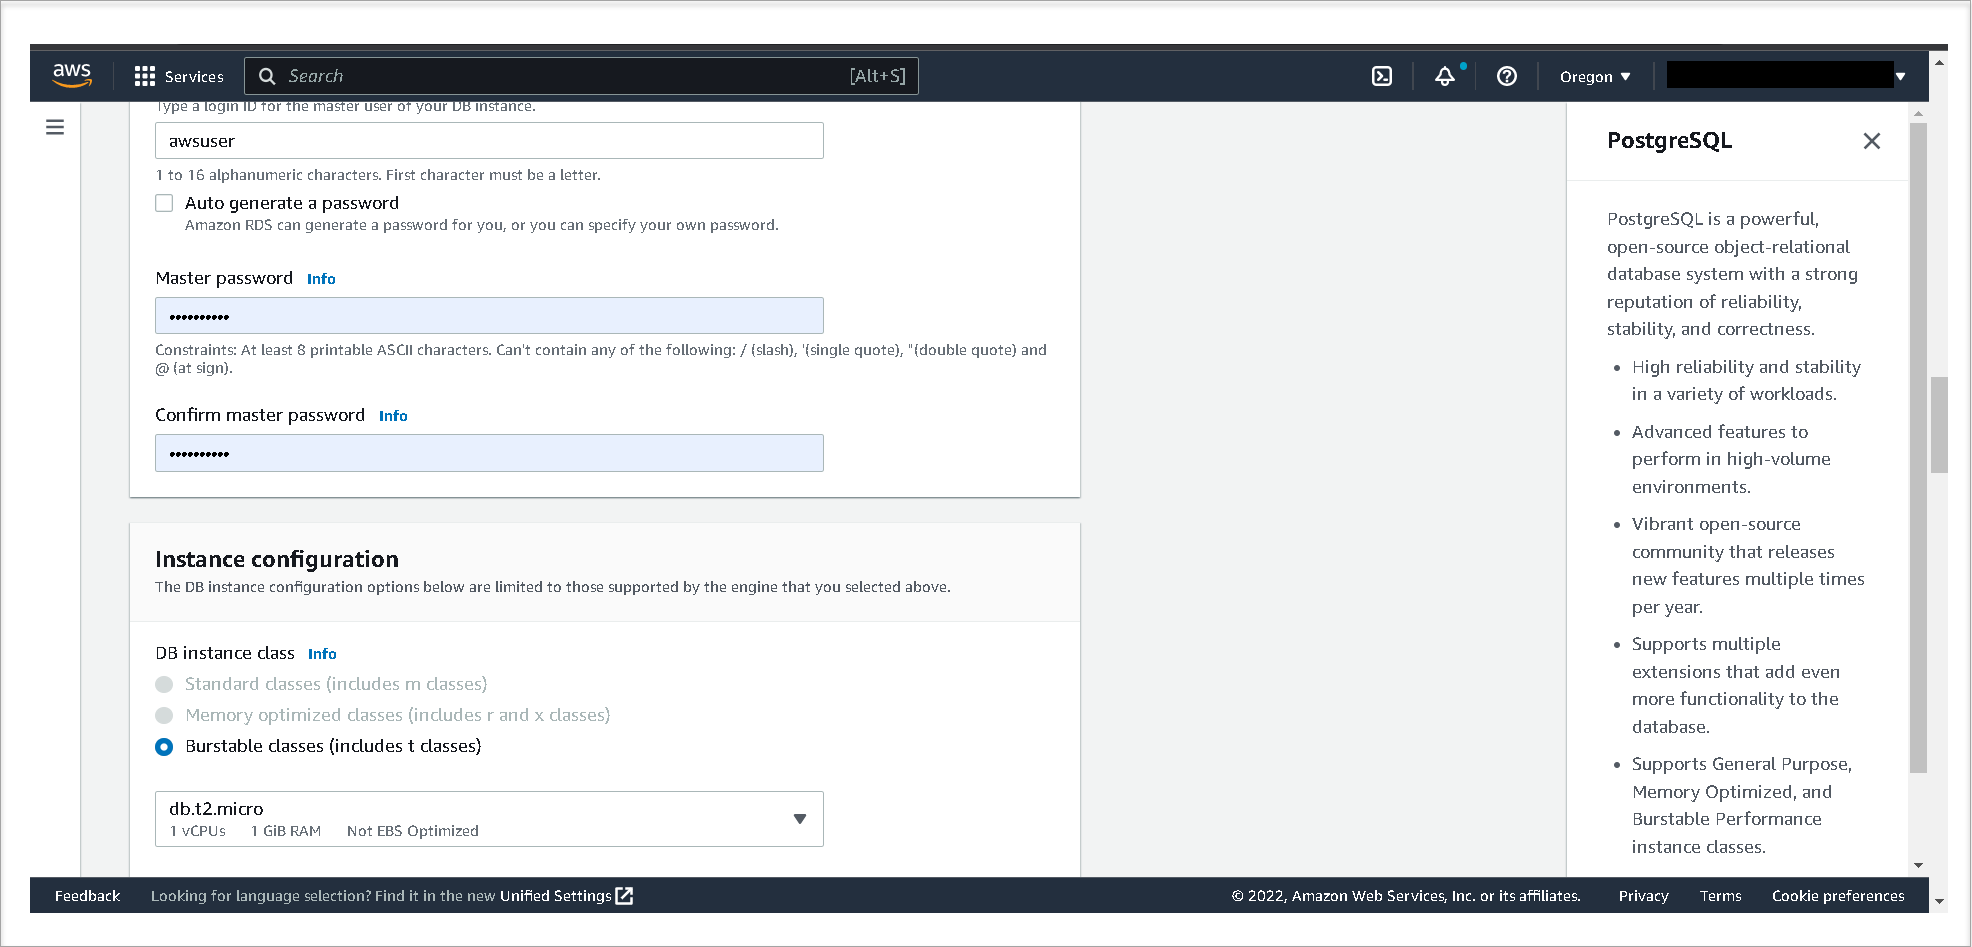 aws
Services
Search
[Alt+S]
Oregon
Type a login ID for the master user of your DB instance.
awsuser
1 to 16 alphanumeric characters. First character must be a letter.
Auto generate a password
Amazon RDS can generate a password for you, or you can specify your own password.
Master password Info
••••••••••
Constraints: At least 8 printable ASCII characters. Can't contain any of the following: / (slash), '(single quote), "(double quote) and
@ (at sign).
Confirm master password Info
••••••••••
Instance configuration
The DB instance configuration options below are limited to those supported by the engine that you selected above.
DB instance class Info
Standard classes (includes m classes)
Memory optimized classes (includes r and x classes)
Burstable classes (includes t classes)
db.t2.micro
1 vCPUs 1 GiB RAM Not EBS Optimized
PostgreSQL
PostgreSQL is a powerful,
open-source object-relational
database system with a strong
reputation of reliability,
stability, and correctness.
• High reliability and stability
in a variety of workloads.
• Advanced features to
perform in high-volume
environments.
• Vibrant open-source
community that releases
new features multiple times
per year.
• Supports multiple
extensions that add even
more functionality to the
database.
• Supports General Purpose,
Memory Optimized, and
Burstable Performance
instance classes.
Feedback
Looking for language selection? Find it in the new Unified Settings
© 2022, Amazon Web Services, Inc. or its affiliates.
Privacy
Terms
Cookie preferences